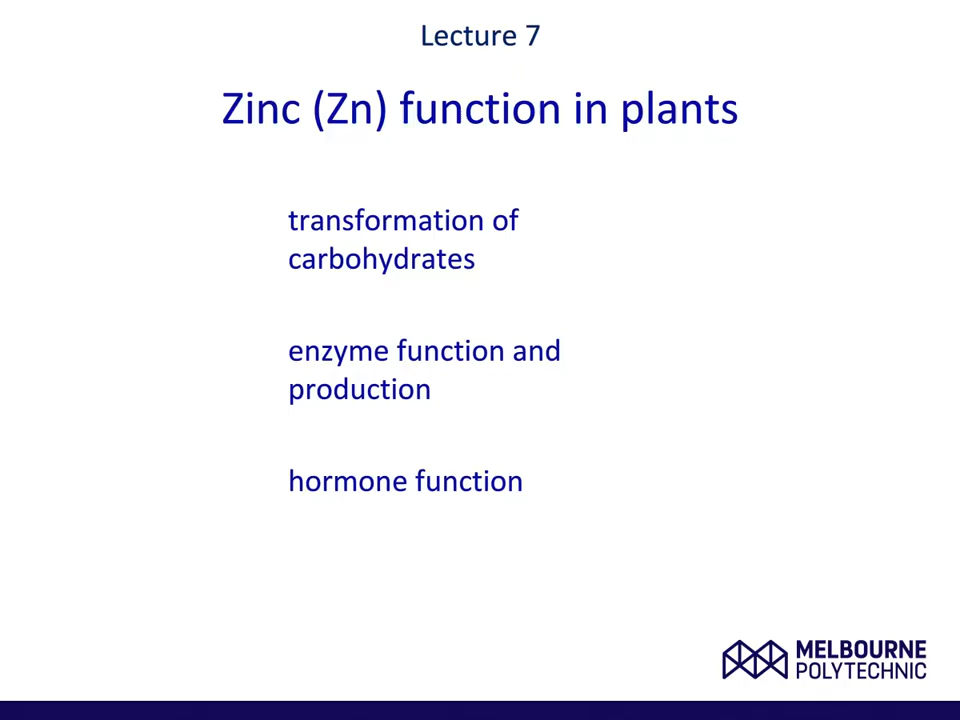 Lecture 7
Zinc (Zn) function in plants
transformation of
carbohydrates
enzyme function and
production
hormone function
MELBOURNE
POLYTECHNIC